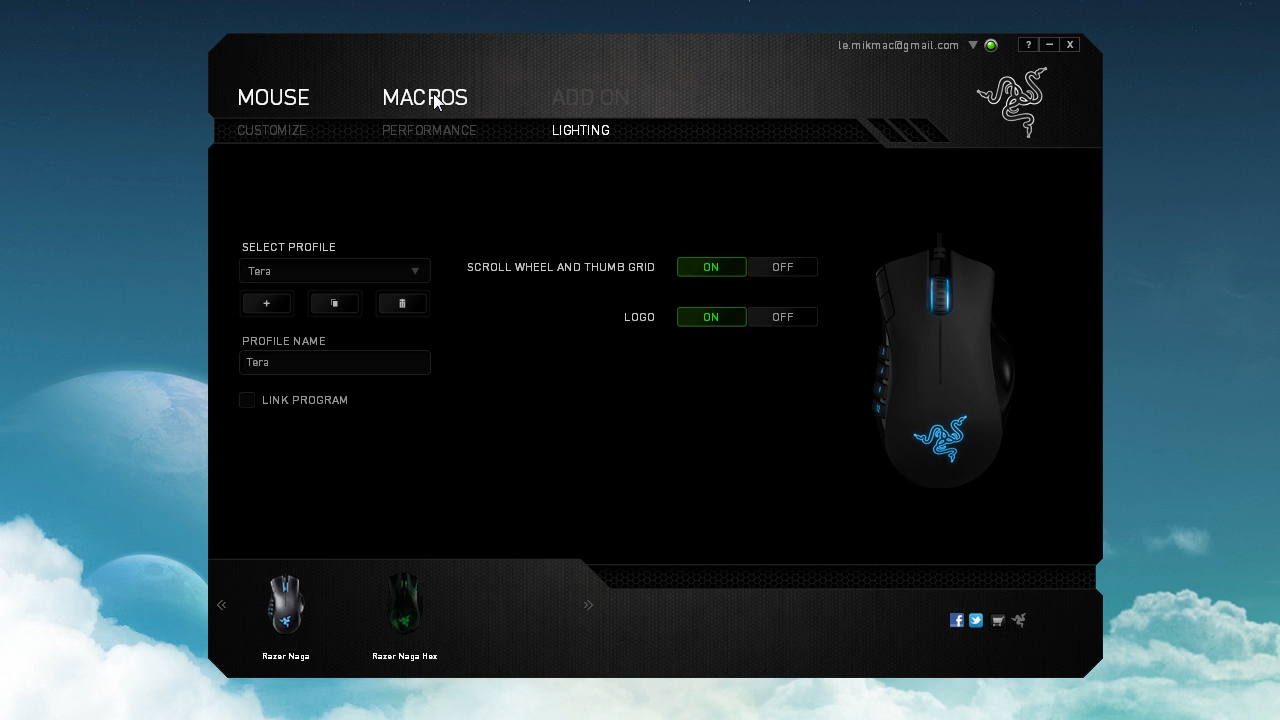 le.mikmac@gmail.com
? – X
MOUSE MACROS ADD ON
CUSTOMIZE PERFORMANCE LIGHTING
SELECT PROFILE
Tera
+
PROFILE NAME
Tera
LINK PROGRAM
SCROLL WHEEL AND THUMB GRID ON OFF
LOGO ON OFF
Razer Naga Razer Naga Hex